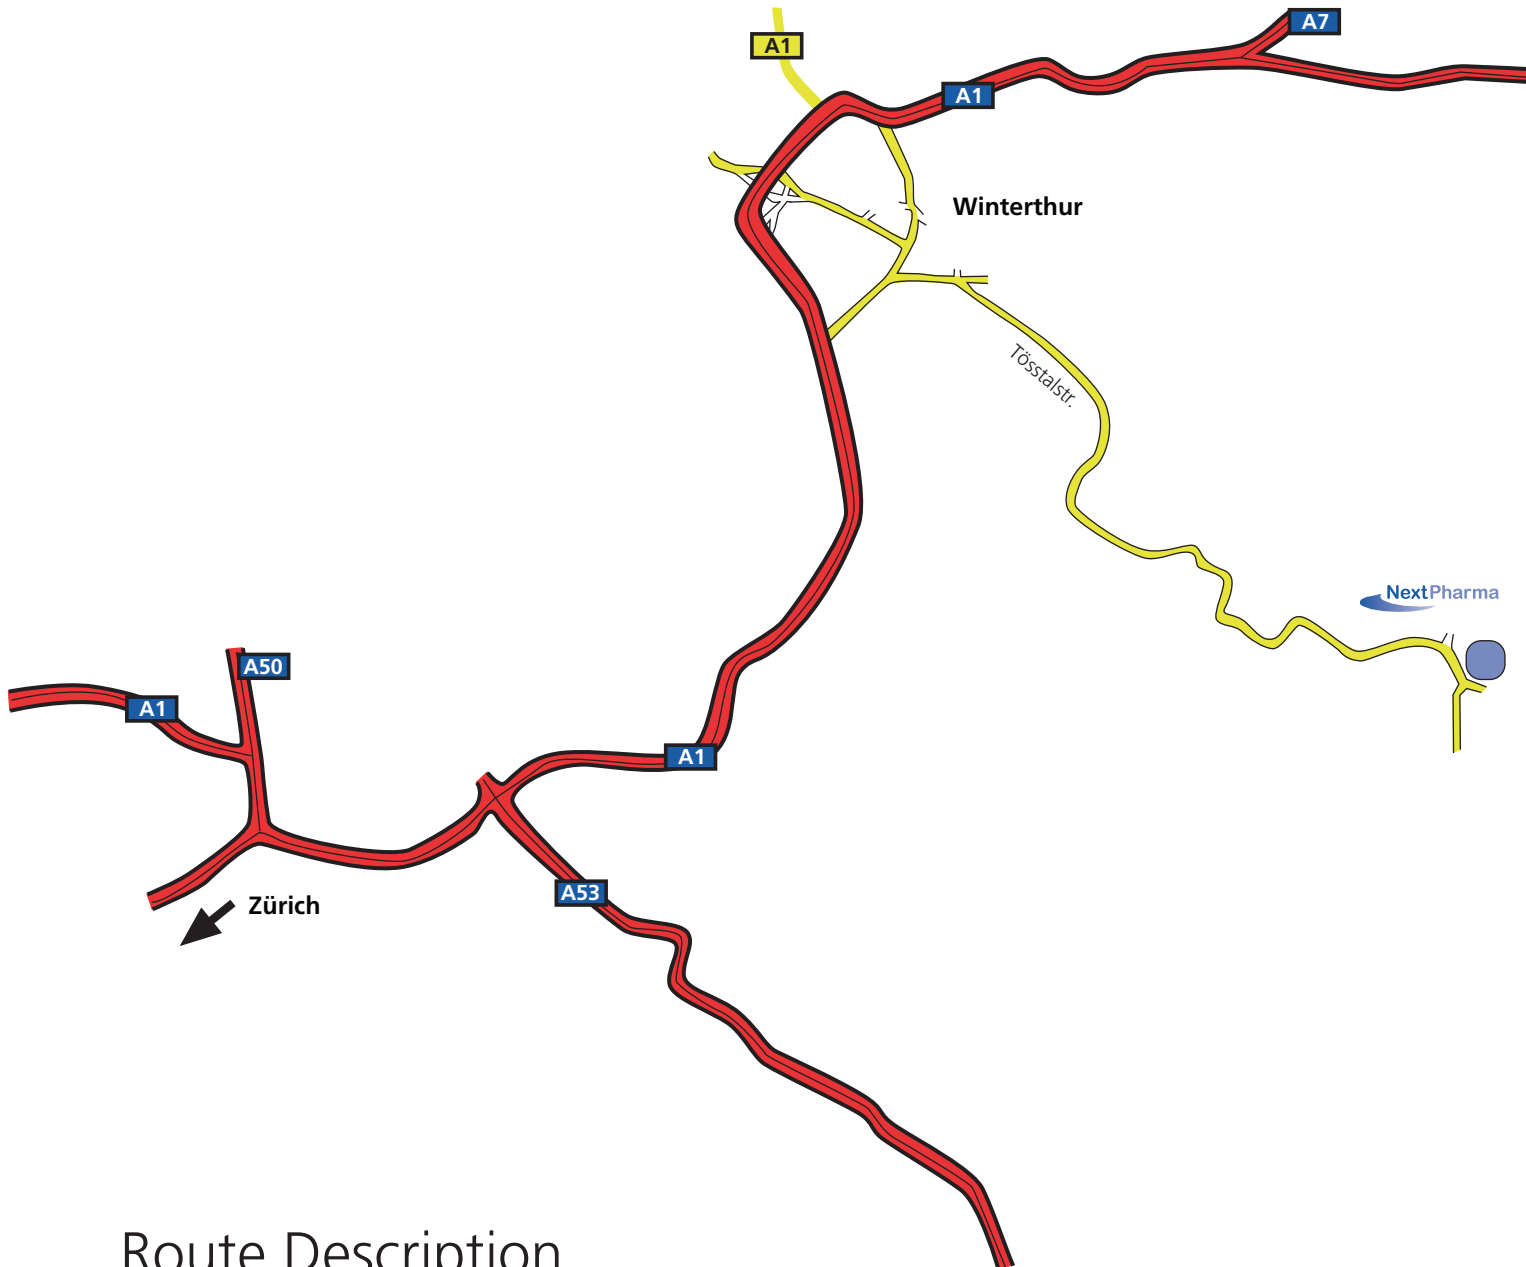 A7
A1
A1
Winterthur
Tösstalstr.
NextPharma
A50
A1
A1
A53
Zürich
Route Description